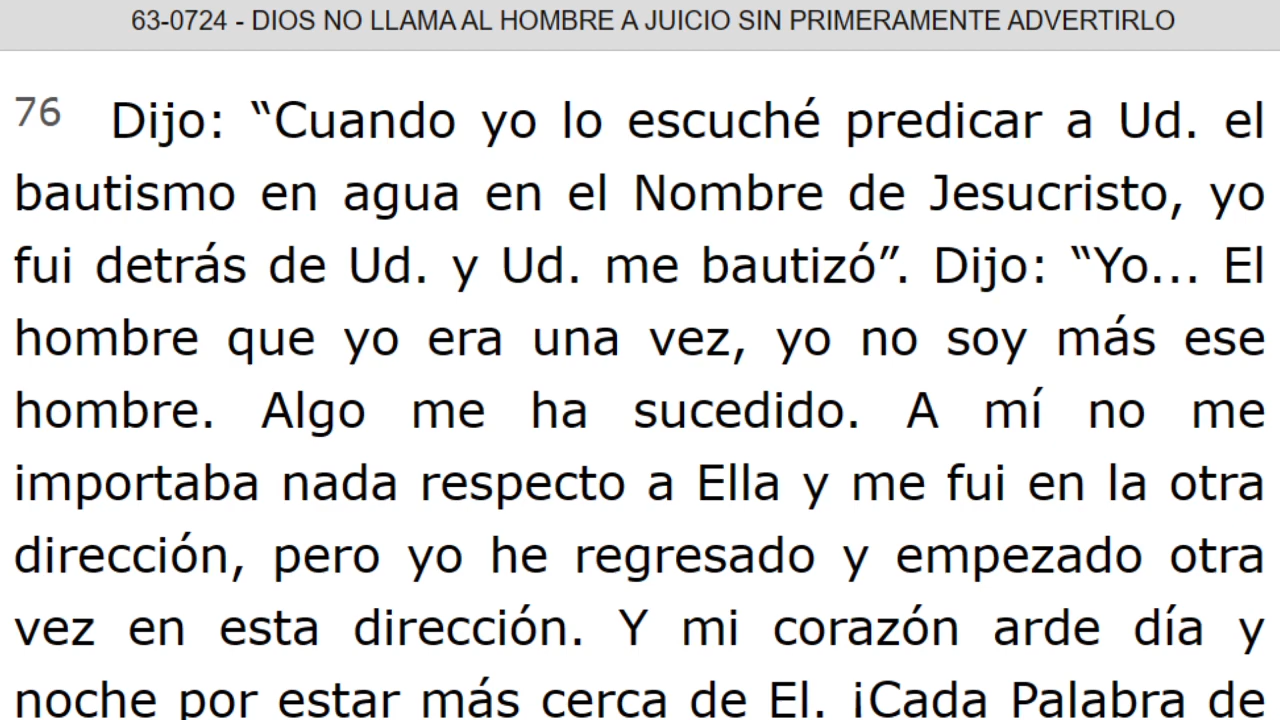 63-0724 - DIOS NO LLAMA AL HOMBRE A JUICIO SIN PRIMERAMENTE ADVERTIRLO
76 Dijo: “Cuando yo lo escuché predicar a Ud. el
bautismo en agua en el Nombre de Jesucristo, yo
fui detrás de Ud. y Ud. me bautizó”. Dijo: “Yo... El
hombre que yo era una vez, yo no soy más ese
hombre. Algo me ha sucedido. A mí no me
importaba nada respecto a Ella y me fui en la otra
dirección, pero yo he regresado y empezado otra
vez en esta dirección. Y mi corazón arde día y
noche por estar más cerca de El. ¡Cada Palabra de